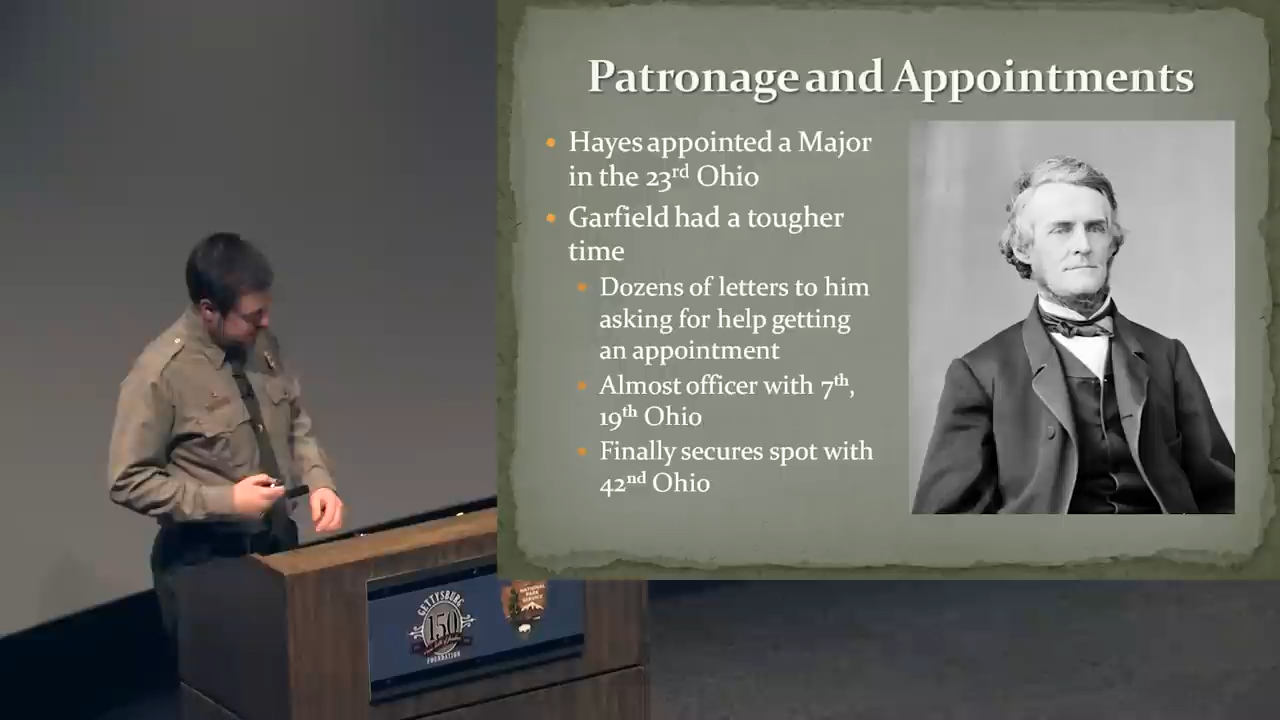 Patronage and Appointments
• Hayes appointed a Major
in the 23rd Ohio
• Garfield had a tougher
time
• Dozens of letters to him
asking for help getting
an appointment
• Almost officer with 7th,
19th Ohio
• Finally secures spot with
42nd Ohio
GETTYSBURG
150
FOUNDATION
NATIONAL
PARK
SERVICE